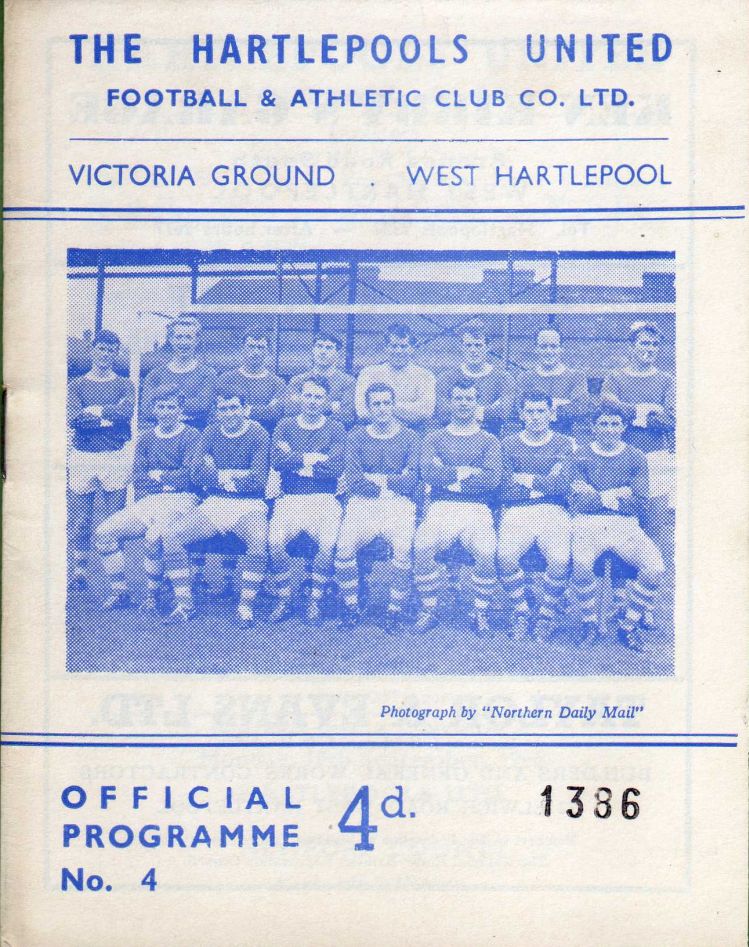 THE HARTLEPOOLS UNITED
FOOTBALL & ATHLETIC CLUB CO. LTD.
VICTORIA GROUND . WEST HARTLEPOOL
Photograph by "Northern Daily Mail"
OFFICIAL
PROGRAMME
4d.
1386
No. 4